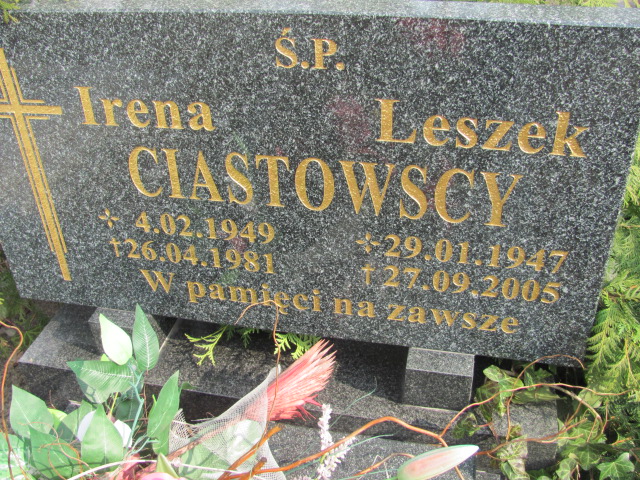 Ś.P.
Irena Leszek
CIASTOWSCY
4.02.1949 29.01.1947
†26.04.1981 †27.09.2005
W pamięci na zawsze